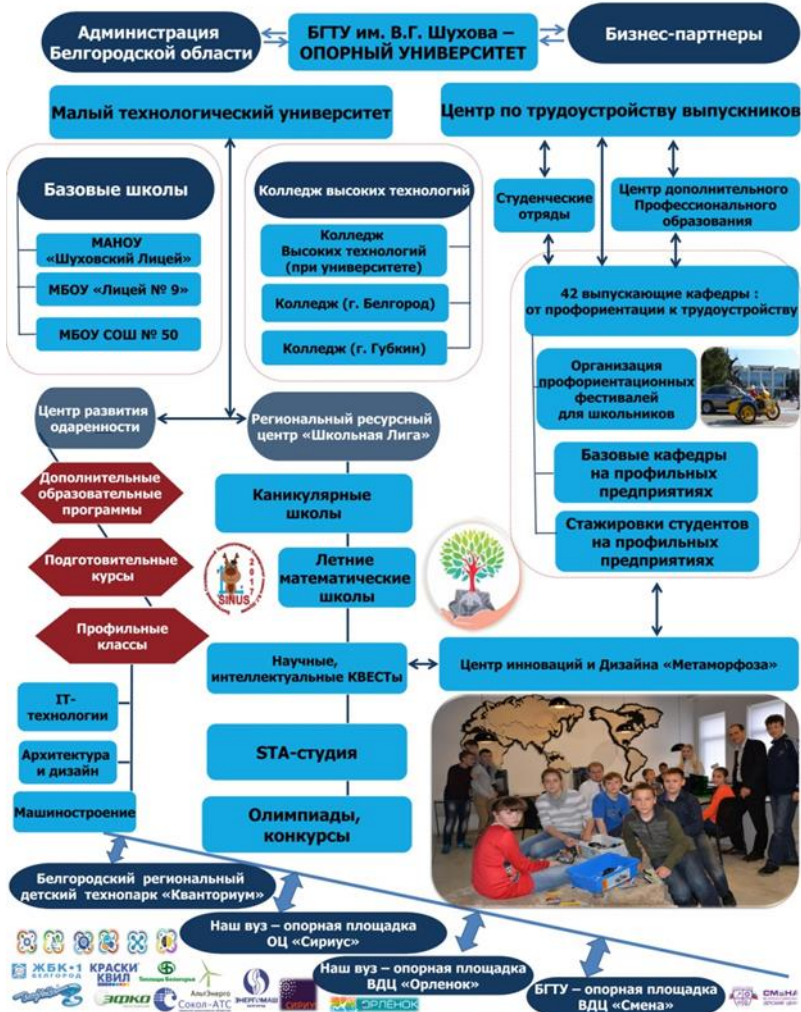 Администрация
Белгородской области
БГТУ им. В.Г. Шухова –
ОПОРНЫЙ УНИВЕРСИТЕТ
Бизнес-партнеры
Малый технологический университет
Центр по трудоустройству выпускников
Базовые школы
МАНОУ
«Шуховский Лицей»
МБОУ «Лицей № 9»
МБОУ СОШ № 50
Колледж высоких технологий
Колледж
Высоких технологий
(при университете)
Колледж (г. Белгород)
Колледж (г. Губкин)
Студенческие
отряды
Центр дополнительного
Профессионального
образования
42 выпускающие кафедры :
от профориентации к трудоустройству
Организация
профориентационных
фестивалей
для школьников
Базовые кафедры
на профильных
предприятиях
Стажировки студентов
на профильных
предприятиях
Центр развития
одаренности
Региональный ресурсный
центр «Школьная Лига»
Дополнительные
образовательные
программы
Подготовительные
курсы
Профильные
классы
IT-
технологии
Архитектура
и дизайн
Машиностроение
Каникулярные
школы
Летние
математические
школы
SINUS
2017
Научные,
интеллектуальные КВЕСТы
Центр инноваций и Дизайна «Метаморфоза»
STA-студия
Олимпиады,
конкурсы
Белгородский региональный
детский технопарк «Кванториум»
Наш вуз – опорная площадка
ОЦ «Сириус»
Наш вуз – опорная площадка
ВДЦ «Орленок»
БГТУ – опорная площадка
ВДЦ «Смена»
ЖБК•1
БЕЛГОРОД
КРАСКИ
КВИЛ
АльтЭнерго
ЭФКО
Сокол-АТС
ЭНЕРГОМАШ
СИРИУС
ОРЛЁНОК
СМЕНА